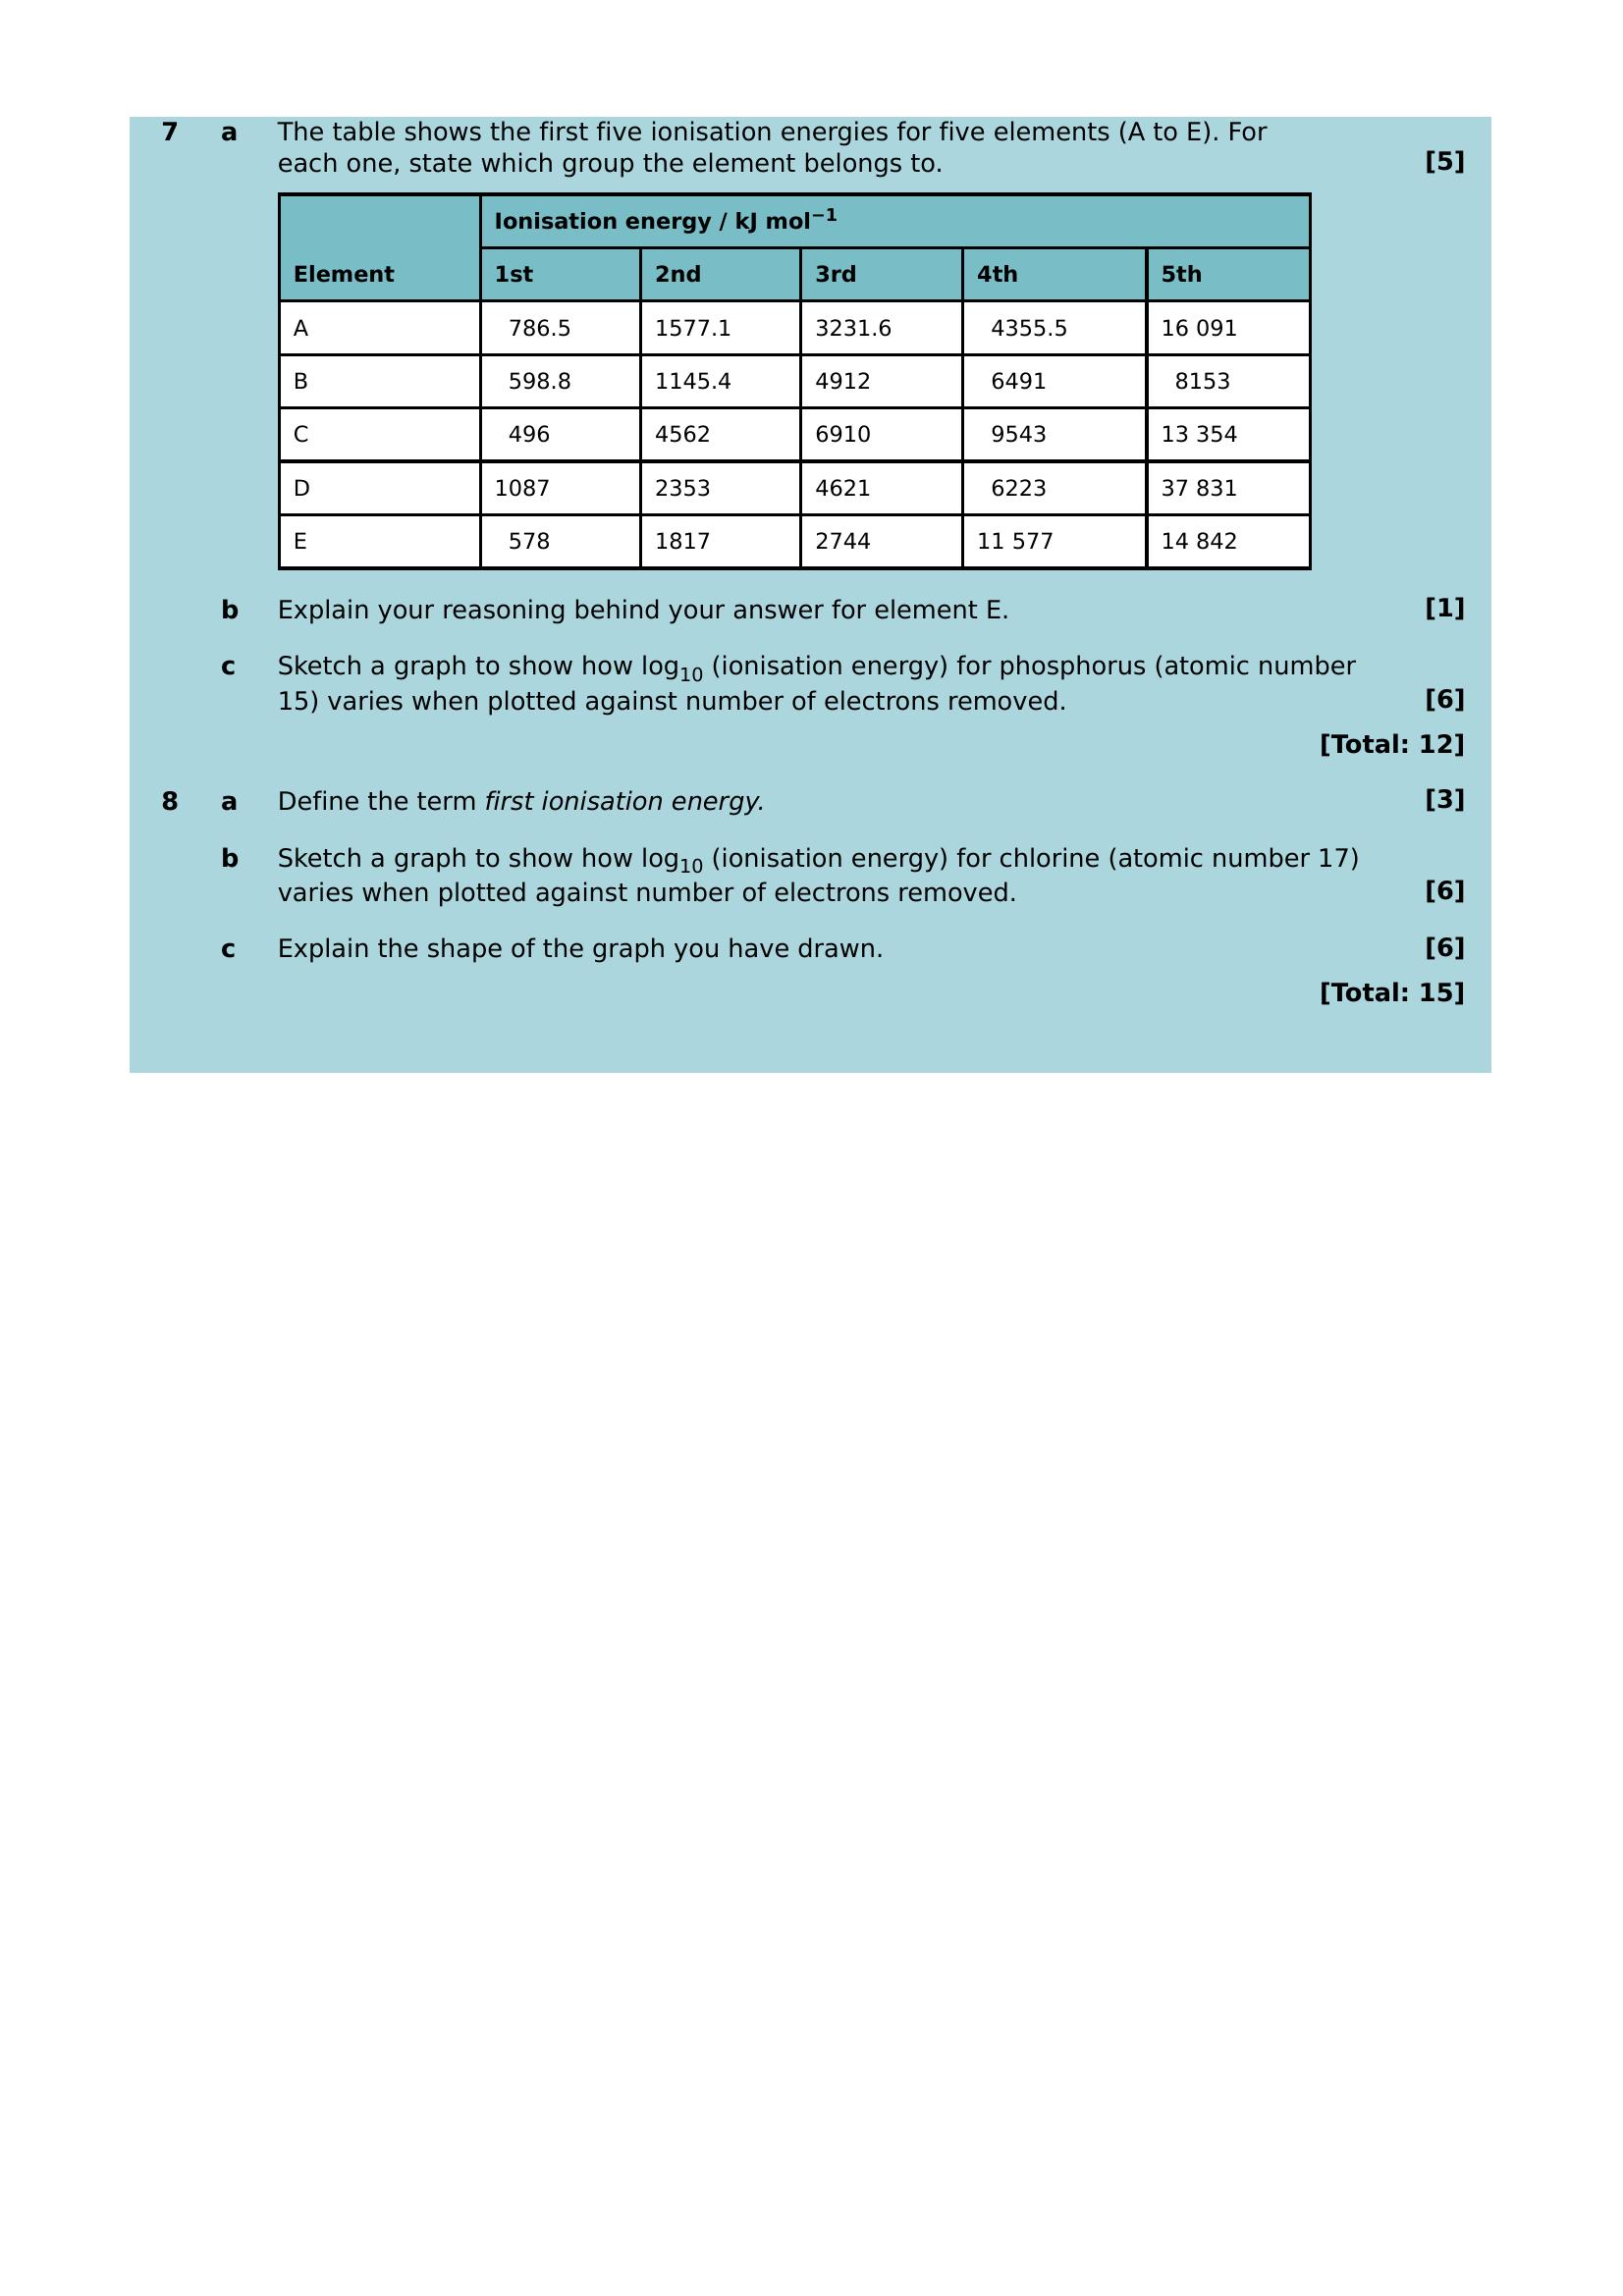 7 a The table shows the first five ionisation energies for five elements (A to E). For
each one, state which group the element belongs to. [5]
Ionisation energy / kJ mol⁻¹
Element 1st 2nd 3rd 4th 5th
A 786.5 1577.1 3231.6 4355.5 16 091
B 598.8 1145.4 4912 6491 8153
C 496 4562 6910 9543 13 354
D 1087 2353 4621 6223 37 831
E 578 1817 2744 11 577 14 842
b Explain your reasoning behind your answer for element E. [1]
c Sketch a graph to show how log₁₀ (ionisation energy) for phosphorus (atomic number
15) varies when plotted against number of electrons removed. [6]
[Total: 12]
8 a Define the term first ionisation energy. [3]
b Sketch a graph to show how log₁₀ (ionisation energy) for chlorine (atomic number 17)
varies when plotted against number of electrons removed. [6]
c Explain the shape of the graph you have drawn. [6]
[Total: 15]